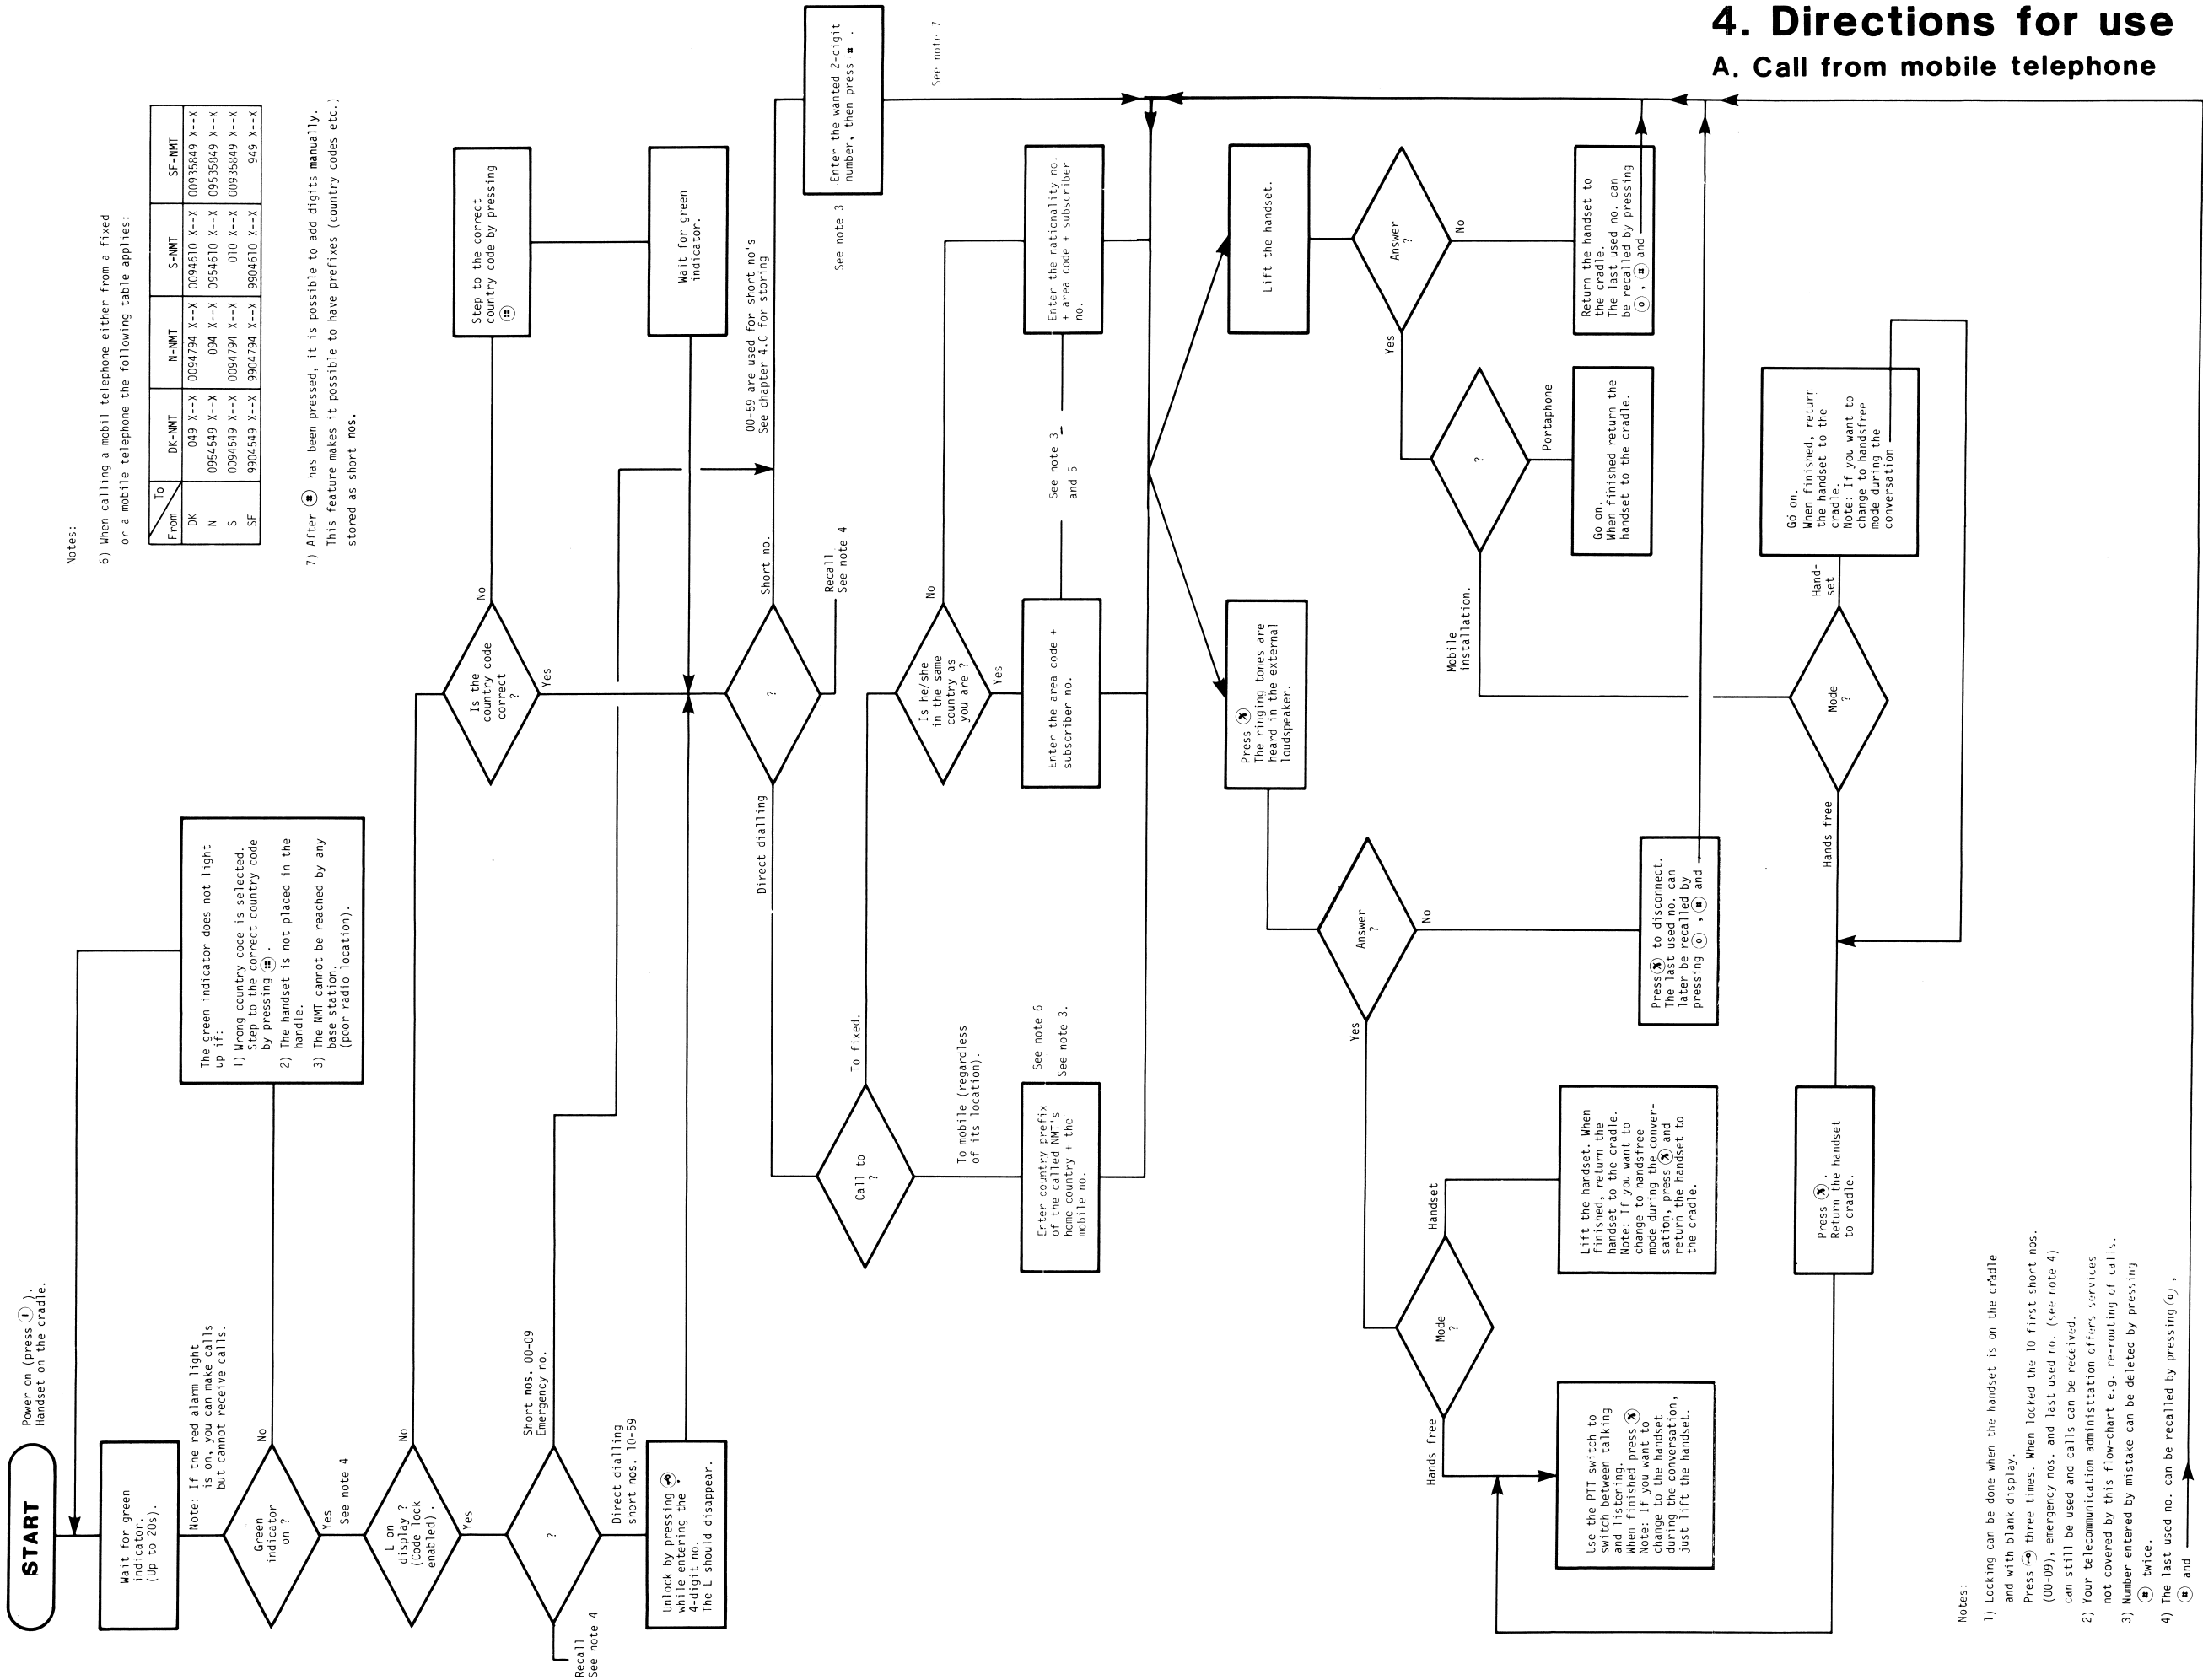 4. Directions for use
A. Call from mobile telephone
START
Power on (press ).
Handset on the cradle.
Wait for green
indicator.
(Up to 20s).
Note: If the red alarm light
is on, you can make calls
but cannot receive calls.
Green
indicator
on ?
No
Yes
See note 4
The green indicator does not light
up if:
1) Wrong country code is selected.
Step to the correct country code
by pressing .
2) The handset is not placed in the
handle.
3) The NMT cannot be reached by any
base station.
(poor radio location).
L on
display ?
(Code lock
enabled).
No
Yes
?
Short nos. 00-09
Emergency no.
Recall
See note 4
Direct dialling
short nos. 10-59
Unlock by pressing
while entering the
4-digit no.
The L should disappear.
Is the
country code
correct
?
No
Yes
Step to the correct
country code by pressing
Wait for green
indicator.
?
Short no.
00-59 are used for short no's
See chapter 4.C for storing
Recall
See note 4
Direct dialling
Enter the wanted 2-digit
number, then press # .
See note 3
See note 7
Call to
?
To fixed.
To mobile (regardless
of its location).
Enter country prefix
of the called NMT's
home country + the
mobile no.
See note 6
See note 3.
Is he/she
in the same
country as
you are ?
No
Yes
Enter the area code +
subscriber no.
See note 3
and 5
Enter the nationality no.
+ area code + subscriber
no.
Press
The ringing tones are
heard in the external
loudspeaker.
Lift the handset.
Answer
?
Yes
No
Return the handset to
the cradle.
The last used no. can
be recalled by pressing
o , # and
?
Portaphone
Mobile
installation.
Go on.
When finished return the
handset to the cradle.
Answer
?
Yes
No
Press to disconnect.
The last used no. can
later be recalled by
pressing o , # and
Mode
?
Hands free
Handset
Use the PTT switch to
switch between talking
and listening.
When finished press
Note: If you want to
change to the handset
during the conversation,
just lift the handset.
Lift the handset. When
finished, return the
handset to the cradle.
Note: If you want to
change to handsfree
mode during the conver-
sation, press and
return the handset to
the cradle.
Mode
?
Hand-
set
Hands free
Go on.
When finished, return
the handset to the
cradle.
Note: If you want to
change to handsfree
mode during the
conversation
Press .
Return the handset
to cradle.
Notes:
1) Locking can be done when the handset is on the cradle
and with blank display.
Press three times. When locked the 10 first short nos.
(00-09), emergency nos. and last used no. (see note 4)
can still be used and calls can be received.
2) Your telecommunication administation offers services
not covered by this flow-chart e.g. re-routing of calls.
3) Number entered by mistake can be deleted by pressing
# twice.
4) The last used no. can be recalled by pressing o ,
# and
Notes:
6) When calling a mobil telephone either from a fixed
or a mobile telephone the following table applies:
From To DK-NMT N-NMT S-NMT SF-NMT
DK 049 X--X 0094794 X--X 0094610 X--X 00935849 X--X
N 0954549 X--X 094 X--X 0954610 X--X 09535849 X--X
S 0094549 X--X 0094794 X--X 010 X--X 00935849 X--X
SF 9904549 X--X 9904794 X--X 9904610 X--X 949 X--X
7) After # has been pressed, it is possible to add digits manually.
This feature makes it possible to have prefixes (country codes etc.)
stored as short nos.